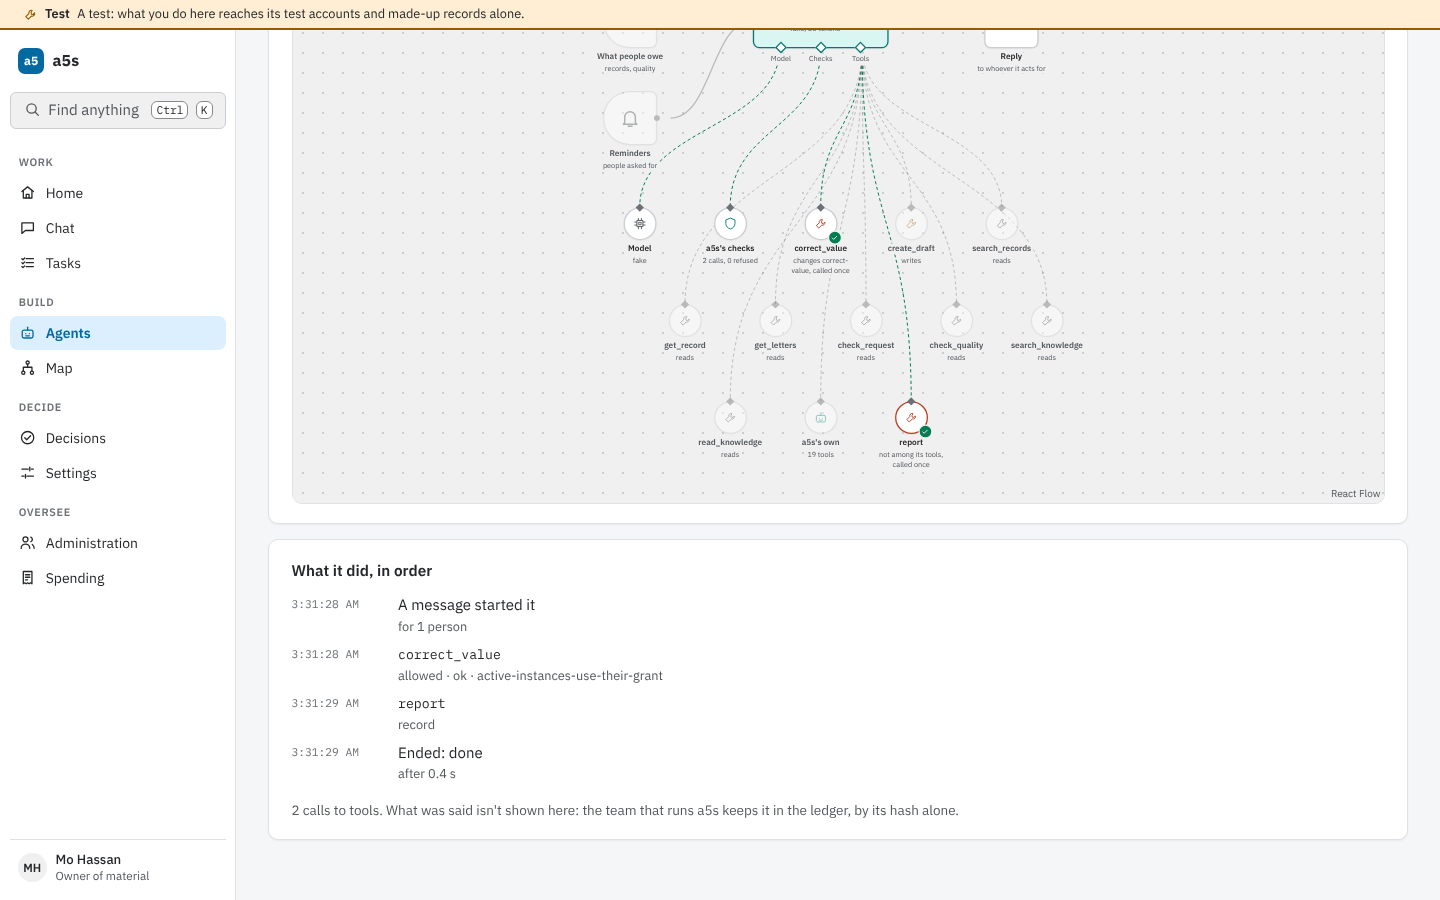 Test A test: what you do here reaches its test accounts and made-up records alone.
a5 a5s
Find anything Ctrl K
WORK
Home
Chat
Tasks
BUILD
Agents
Map
DECIDE
Decisions
Settings
OVERSEE
Administration
Spending
MH
Mo Hassan
Owner of material
What people owe
records, quality
Model
Checks
Tools
Reply
to whoever it acts for
Reminders
people asked for
Model
fake
a5s's checks
2 calls, 0 refused
correct_value
changes correct-
value, called once
create_draft
writes
search_records
reads
get_record
reads
get_letters
reads
check_request
reads
check_quality
reads
search_knowledge
reads
read_knowledge
reads
a5s's own
19 tools
report
not among its tools,
called once
React Flow
What it did, in order
3:31:28 AM A message started it
for 1 person
3:31:28 AM correct_value
allowed · ok · active-instances-use-their-grant
3:31:29 AM report
record
3:31:29 AM Ended: done
after 0.4 s
2 calls to tools. What was said isn't shown here: the team that runs a5s keeps it in the ledger, by its hash alone.